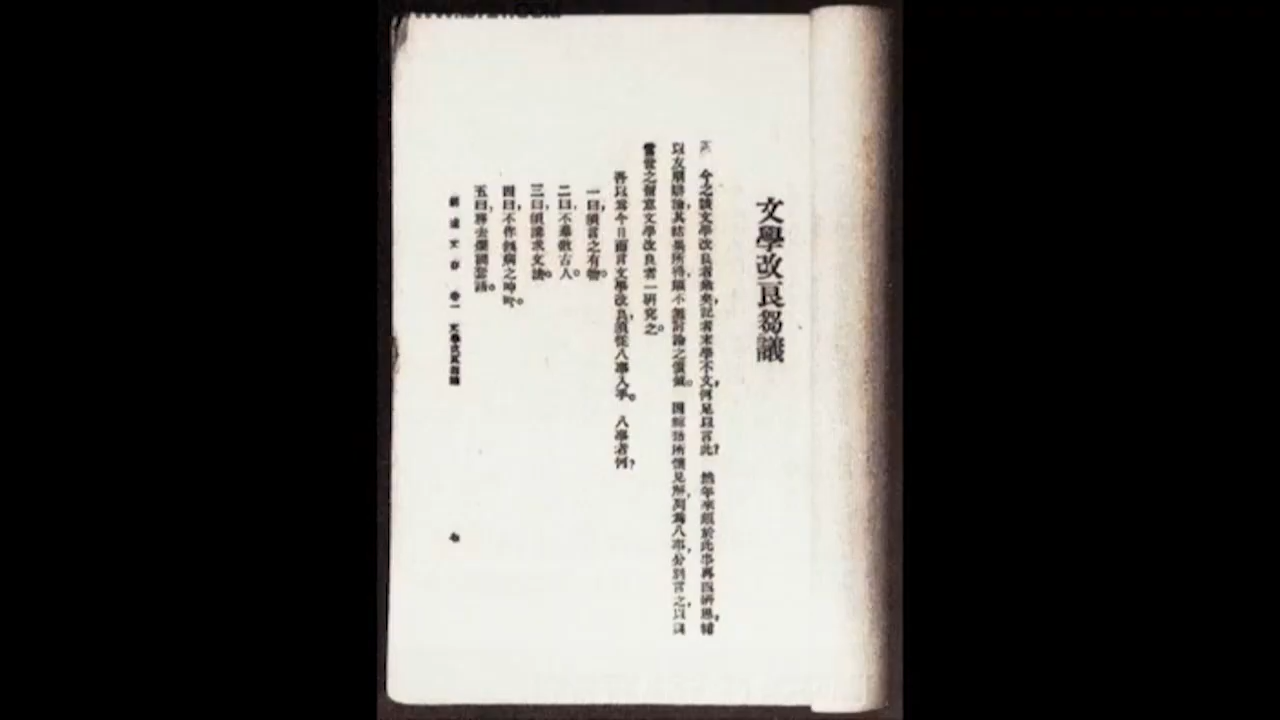 文學改良芻議
今之談文學改良者衆矣，記者末學不文，何足以言此？ 然年來頗於此事再四研思，輔
以友朋辯論，其結果所得，頗不無討論之價值。 因綜括所懷見解，列爲八事，分別言之，以與
當世之留意文學改良者一研究之。
吾以爲今日而言文學改良，須從八事入手。 八事者何？
一曰，須言之有物。
二曰，不摹倣古人。
三曰，須講求文法。
四曰，不作無病之呻吟。
五曰，務去爛調套語。
胡適文存 卷一 文學改良芻議
七